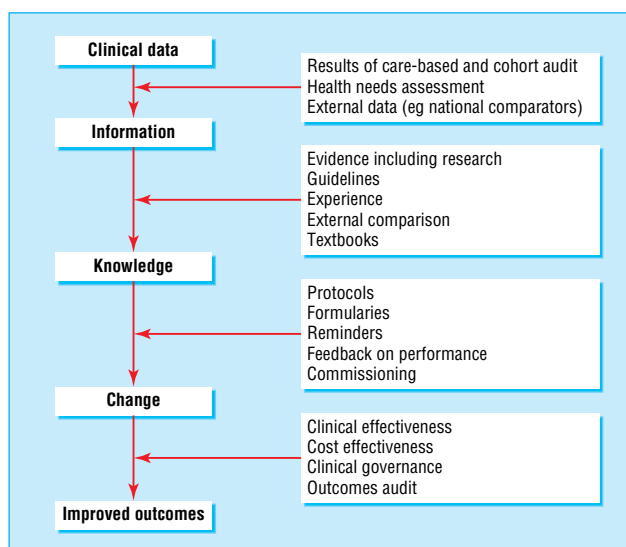 Clinical data
Results of care-based and cohort audit
Health needs assessment
External data (eg national comparators)
Information
Evidence including research
Guidelines
Experience
External comparison
Textbooks
Knowledge
Protocols
Formularies
Reminders
Feedback on performance
Commissioning
Change
Clinical effectiveness
Cost effectiveness
Clinical governance
Outcomes audit
Improved outcomes